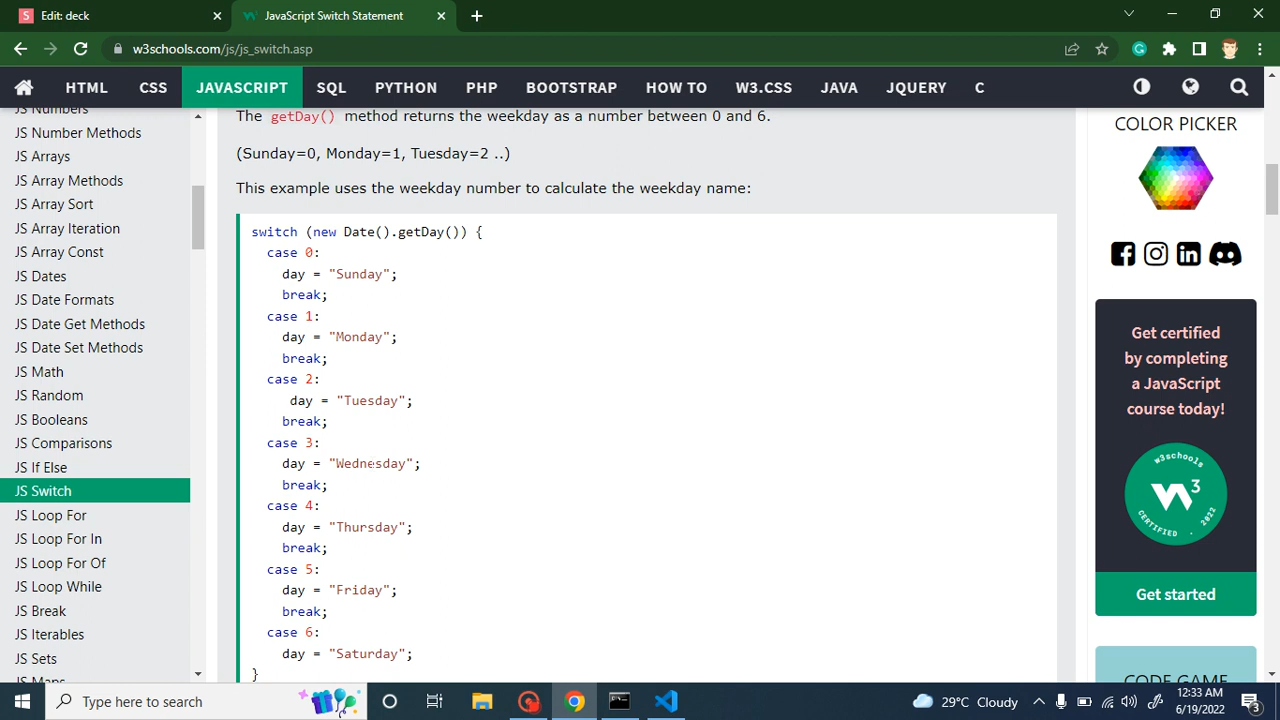 Edit: deck
JavaScript Switch Statement
w3schools.com/js/js_switch.asp
HTML CSS JAVASCRIPT SQL PYTHON PHP BOOTSTRAP HOW TO W3.CSS JAVA JQUERY C
JS Numbers
JS Number Methods
JS Arrays
JS Array Methods
JS Array Sort
JS Array Iteration
JS Array Const
JS Dates
JS Date Formats
JS Date Get Methods
JS Date Set Methods
JS Math
JS Random
JS Booleans
JS Comparisons
JS If Else
JS Switch
JS Loop For
JS Loop For In
JS Loop For Of
JS Loop While
JS Break
JS Iterables
JS Sets
JS Maps
The getDay() method returns the weekday as a number between 0 and 6.
(Sunday=0, Monday=1, Tuesday=2 ..)
This example uses the weekday number to calculate the weekday name:
switch (new Date().getDay()) {
case 0:
day = "Sunday";
break;
case 1:
day = "Monday";
break;
case 2:
day = "Tuesday";
break;
case 3:
day = "Wednesday";
break;
case 4:
day = "Thursday";
break;
case 5:
day = "Friday";
break;
case 6:
day = "Saturday";
}
COLOR PICKER
Get certified
by completing
a JavaScript
course today!
w3schools
W3
CERTIFIED . 2022
Get started
CODE GAME
Type here to search
29°C Cloudy
12:33 AM
6/19/2022
3